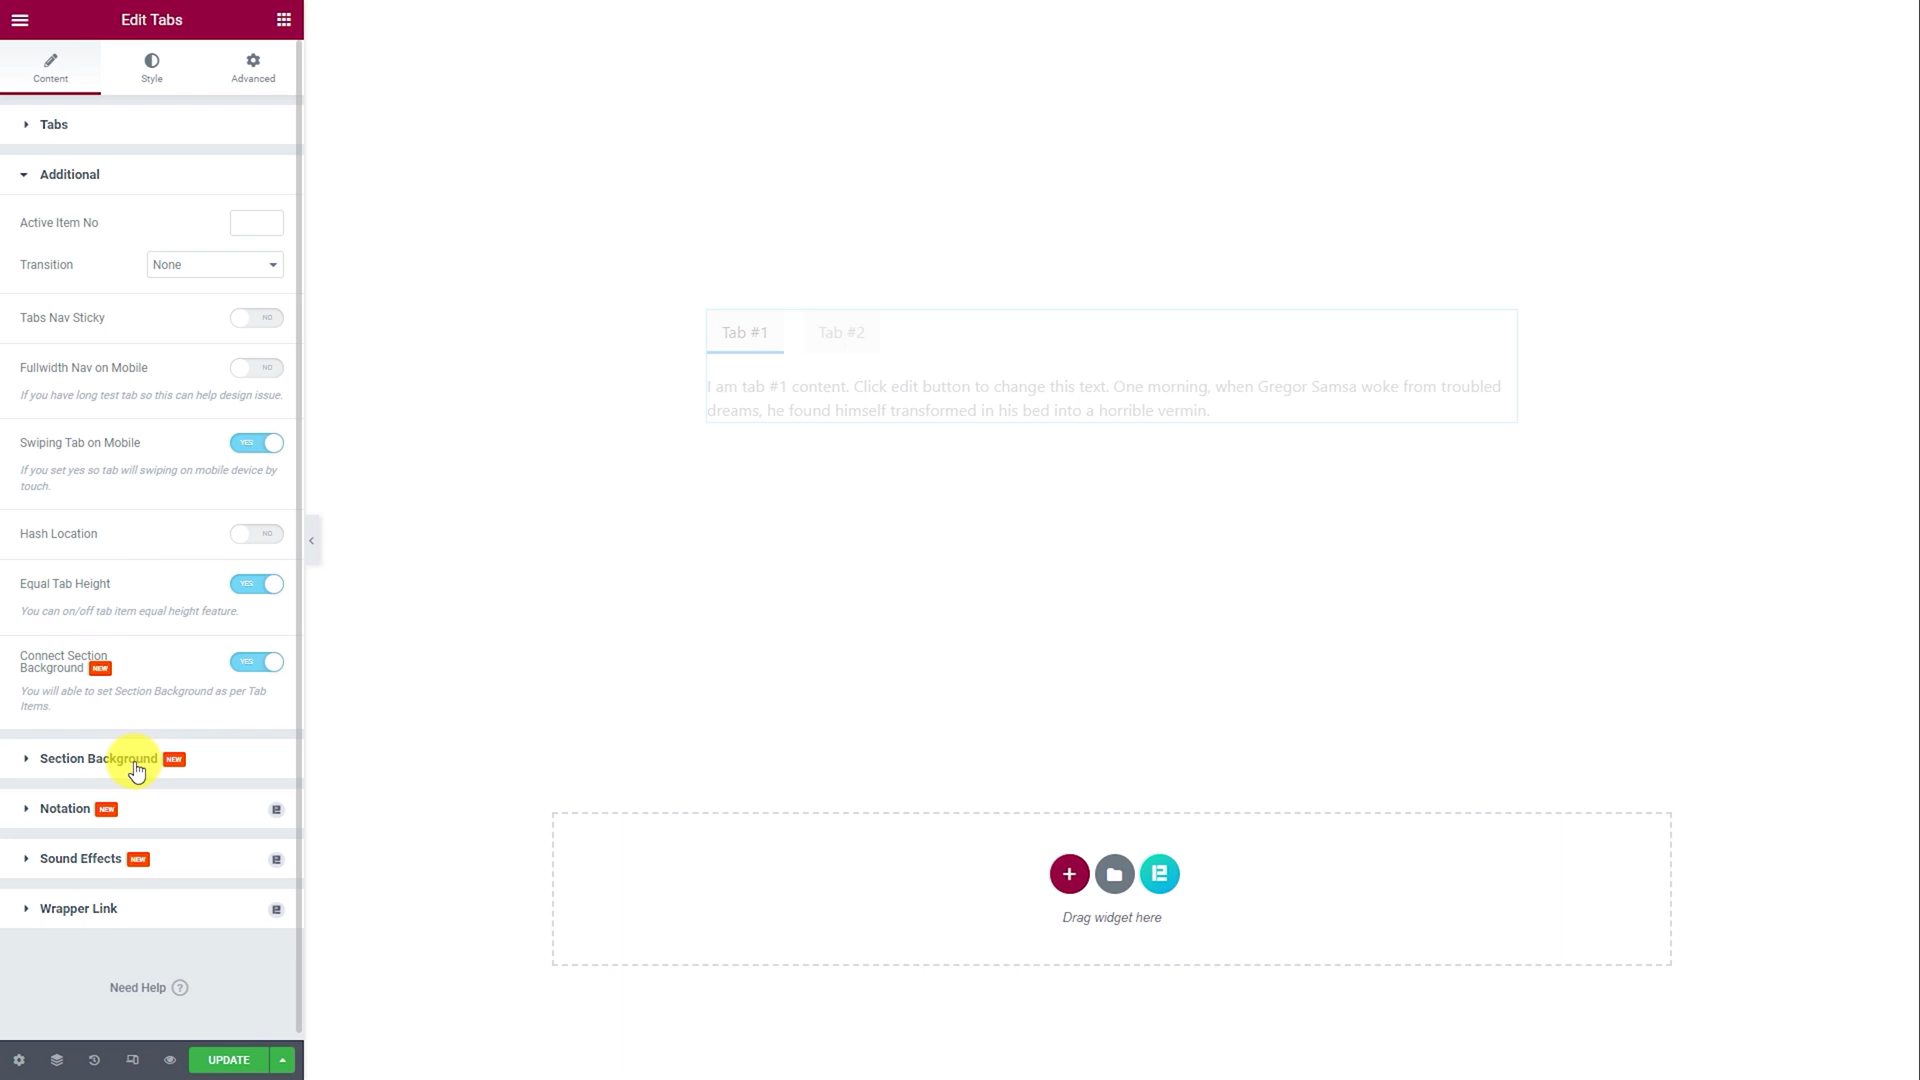 Edit Tabs
Content
Style
Advanced
Tabs
Additional
Active Item No
Transition
None
Tabs Nav Sticky
NO
Fullwidth Nav on Mobile
NO
If you have long test tab so this can help design issue.
Swiping Tab on Mobile
YES
If you set yes so tab will swiping on mobile device by
touch.
Hash Location
NO
Equal Tab Height
YES
You can on/off tab item equal height feature.
Connect Section
Background NEW
YES
You will able to set Section Background as per Tab
Items.
Section Background NEW
Notation NEW
Sound Effects NEW
Wrapper Link
Need Help ?
UPDATE
Tab #1
Tab #2
I am tab #1 content. Click edit button to change this text. One morning, when Gregor Samsa woke from troubled
dreams, he found himself transformed in his bed into a horrible vermin.
Drag widget here